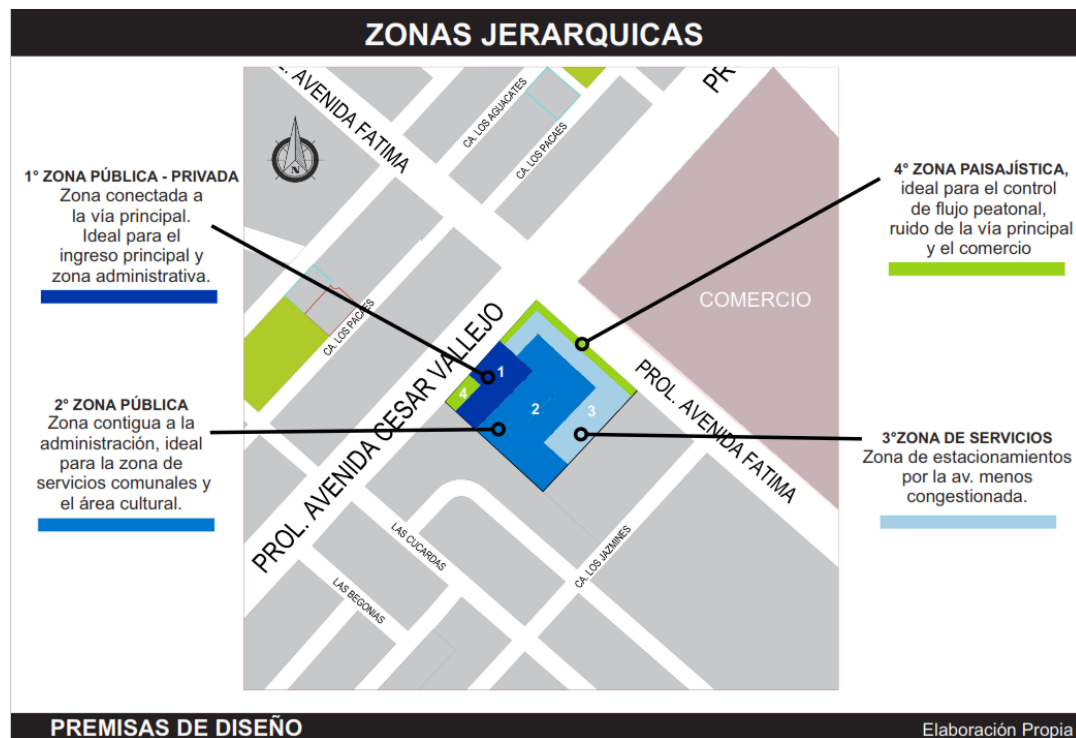 ZONAS JERARQUICAS
PROL. AVENIDA FATIMA
CA. LOS AGUACATES
CA. LOS PACAES
N
1° ZONA PÚBLICA - PRIVADA
Zona conectada a
la vía principal.
Ideal para el
ingreso principal y
zona administrativa.
4° ZONA PAISAJÍSTICA,
ideal para el control
de flujo peatonal,
ruido de la vía principal
y el comercio
COMERCIO
CA. LOS PACAES
PROL. AVENIDA CESAR VALLEJO
1
4
2
3
PROL. AVENIDA FATIMA
2° ZONA PÚBLICA
Zona contigua a la
administración, ideal
para la zona de
servicios comunales y
el área cultural.
3°ZONA DE SERVICIOS
Zona de estacionamientos
por la av. menos
congestionada.
LAS CUCARDAS
LAS BEGONIAS
CA. LOS JAZMINES
PREMISAS DE DISEÑO
Elaboración Propia